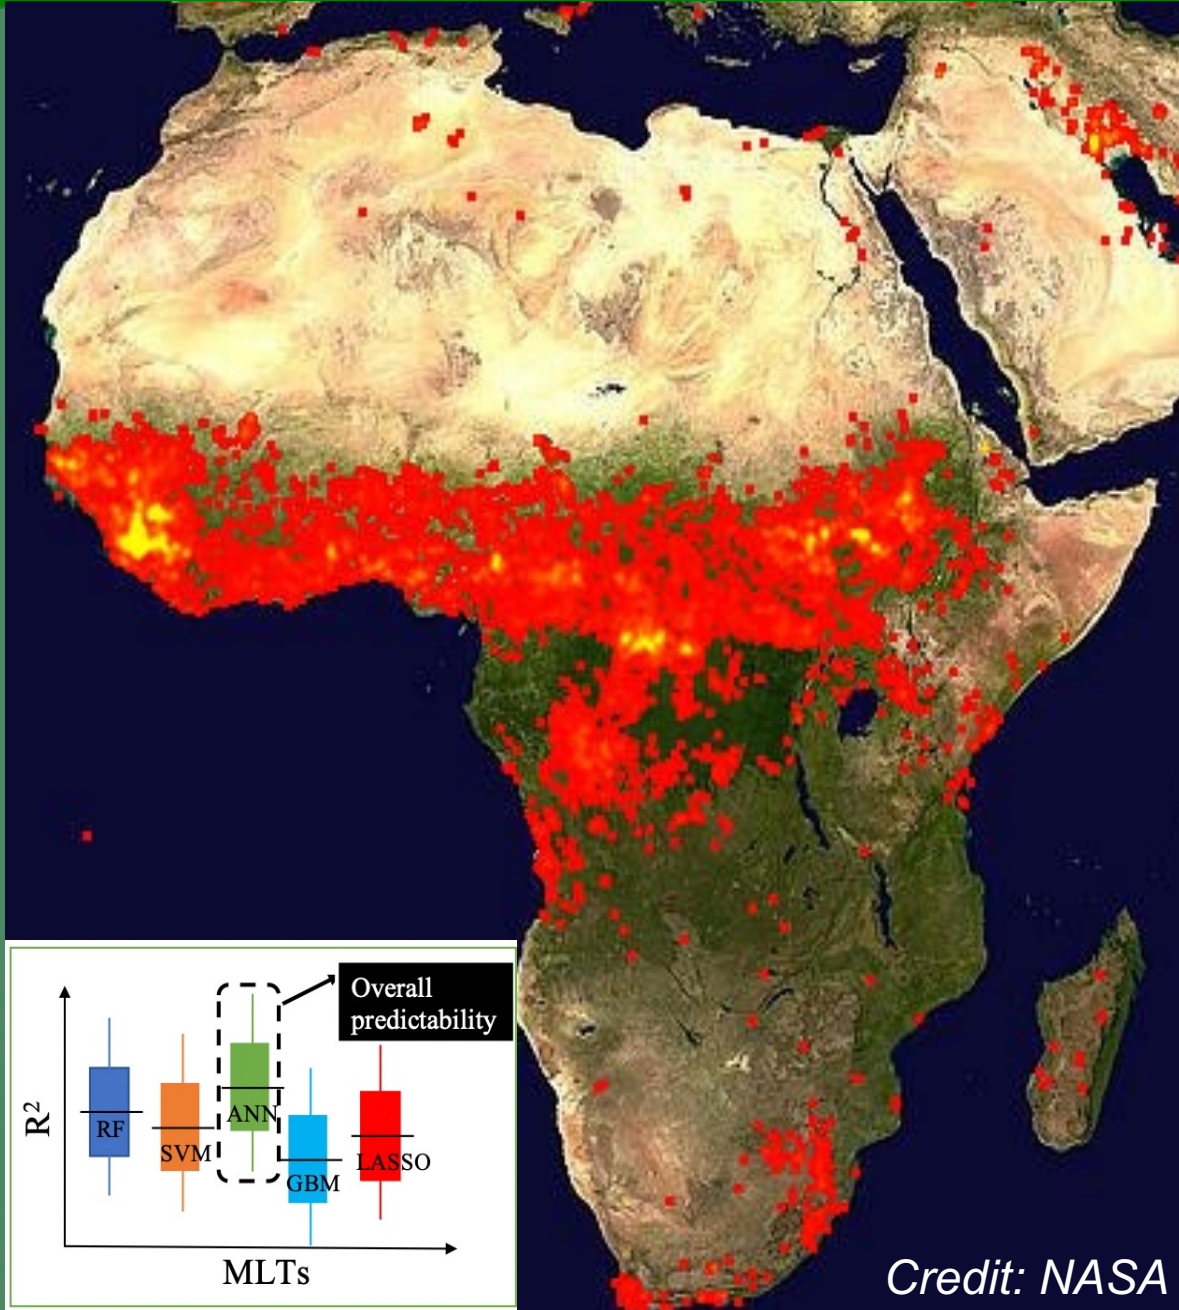 Overall
predictability
R²
RF
SVM
ANN
GBM
LASSO
MLTs
Credit: NASA